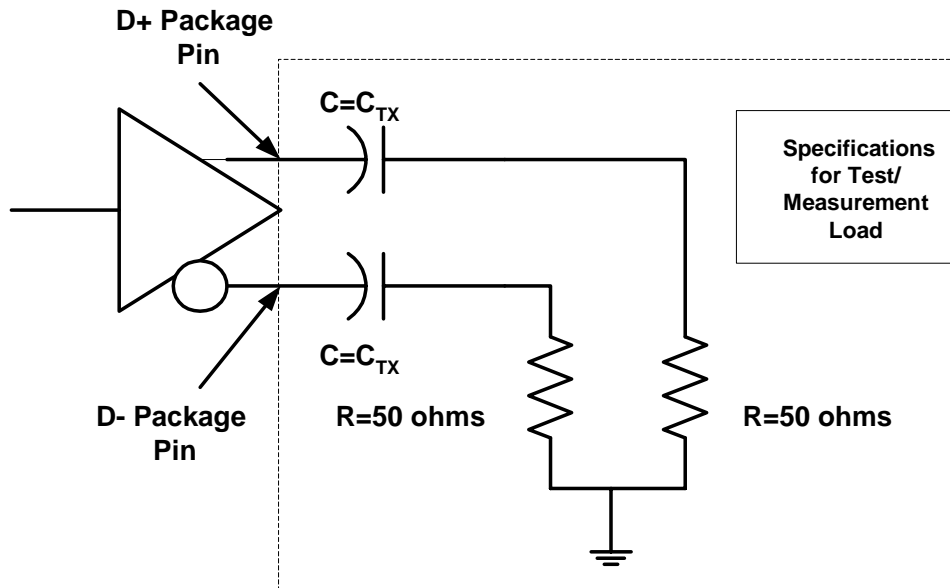 D+ Package
Pin
C=CTX
Specifications
for Test/
Measurement
Load
C=CTX
D- Package
Pin
R=50 ohms
R=50 ohms